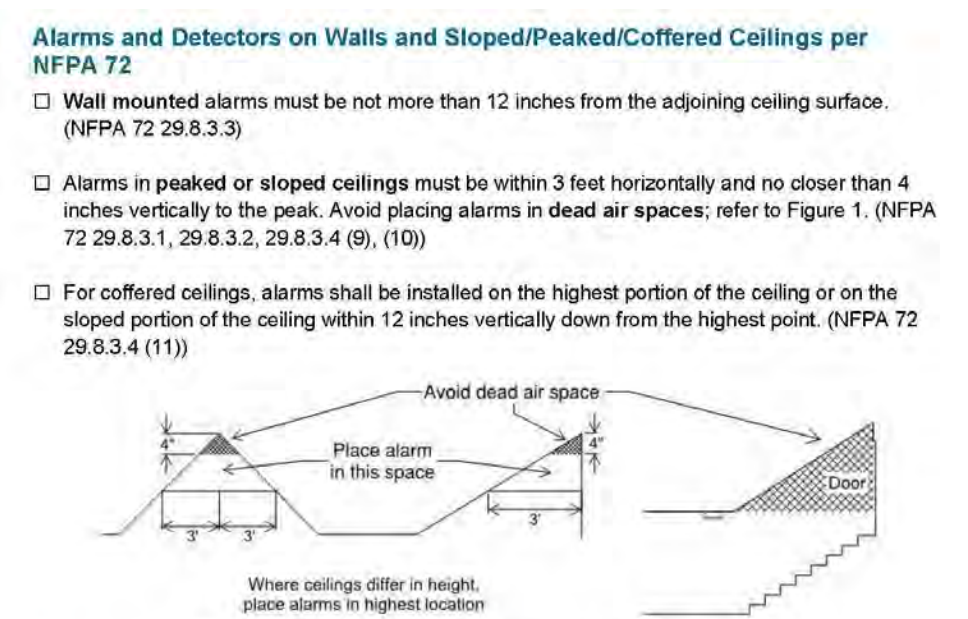 Alarms and Detectors on Walls and Sloped/Peaked/Coffered Ceilings per
NFPA 72
☐ Wall mounted alarms must be not more than 12 inches from the adjoining ceiling surface.
(NFPA 72 29.8.3.3)
☐ Alarms in peaked or sloped ceilings must be within 3 feet horizontally and no closer than 4
inches vertically to the peak. Avoid placing alarms in dead air spaces; refer to Figure 1. (NFPA
72 29.8.3.1, 29.8.3.2, 29.8.3.4 (9), (10))
☐ For coffered ceilings, alarms shall be installed on the highest portion of the ceiling or on the
sloped portion of the ceiling within 12 inches vertically down from the highest point. (NFPA 72
29.8.3.4 (11))
Avoid dead air space
4"
4"
Place alarm
in this space
Door
3'
3'
3'
Where ceilings differ in height,
place alarms in highest location